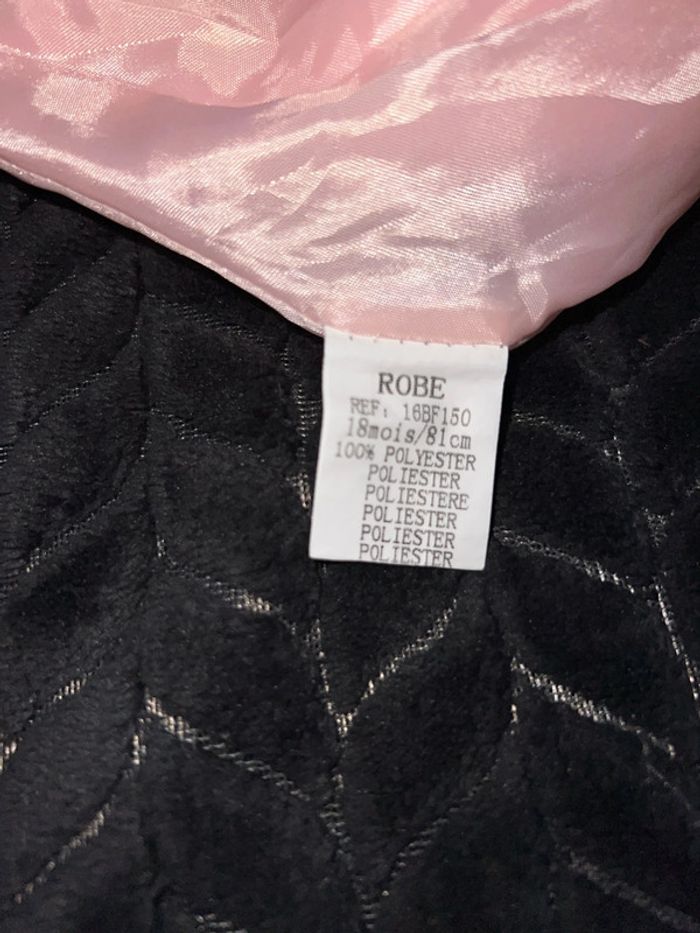 ROBE
REF: 16BF150
18mois/81cm
100% POLYESTER
POLIESTER
POLIESTERE
POLIESTER
POLIESTER
POLIESTER